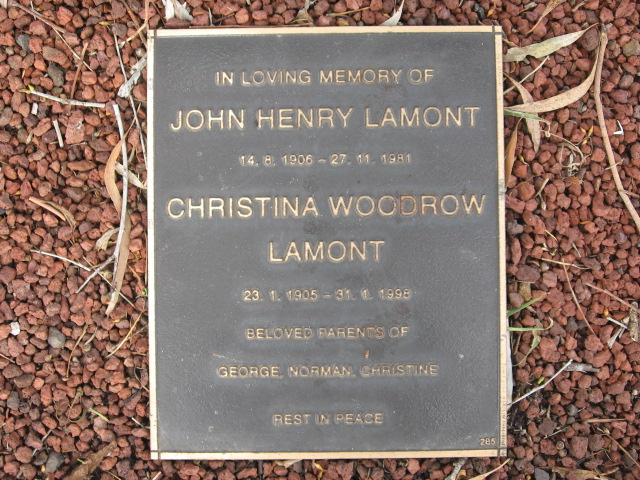 IN LOVING MEMORY OF
JOHN HENRY LAMONT
14. 8. 1906 – 27. 11. 1981
CHRISTINA WOODROW
LAMONT
23. 1. 1905 – 31. 1. 1998
BELOVED PARENTS OF
GEORGE, NORMAN, CHRISTINE
REST IN PEACE
285